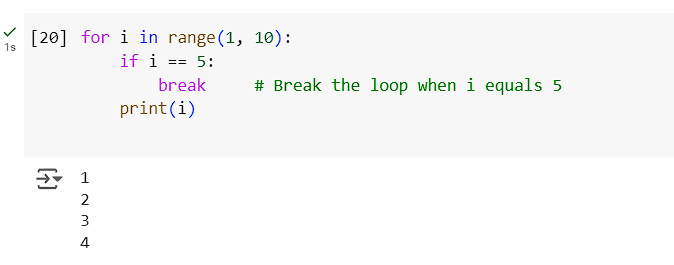 [20] for i in range(1, 10):
1s
if i == 5:
break # Break the loop when i equals 5
print(i)
1
2
3
4